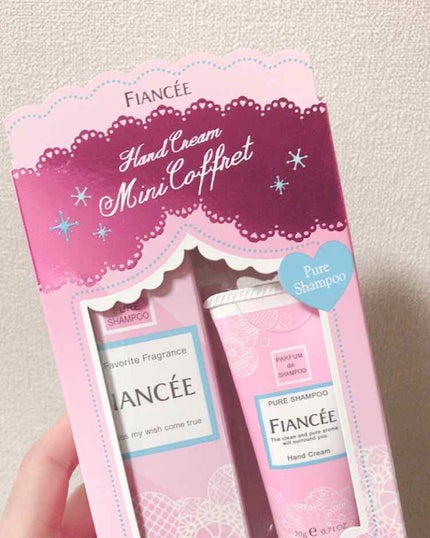 FIANCÉE
Hand Cream
Mini Coffret
Pure
Shampoo
PURE
SHAMPOO
Favorite Fragrance
IANCÉE
ss my wish come true
PARFUM
de
SHAMPOO
PURE SHAMPOO
FIANCÉE
The clean and pure aroma
will surround you.
Hand Cream
20g e 0.71OZ